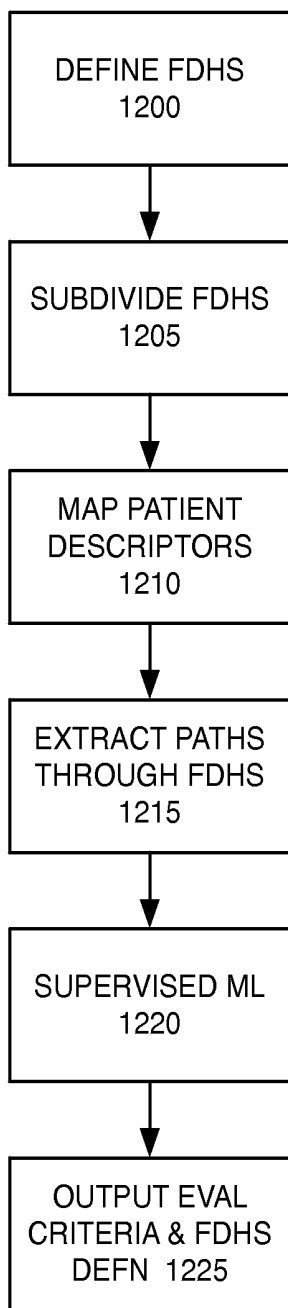 DEFINE FDHS
1200
SUBDIVIDE FDHS
1205
MAP PATIENT
DESCRIPTORS
1210
EXTRACT PATHS
THROUGH FDHS
1215
SUPERVISED ML
1220
OUTPUT EVAL
CRITERIA & FDHS
DEFN 1225